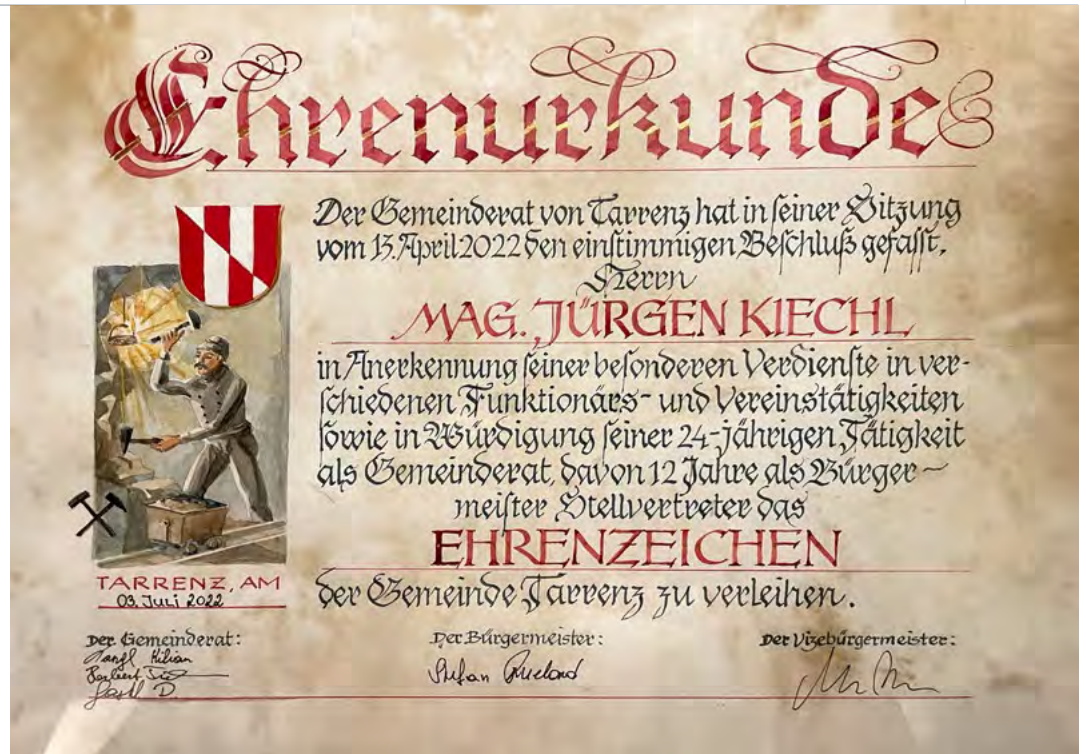 Ehrenurkunde
Der Gemeinderat von Tarrenz hat in seiner Sitzung
vom 13. April 2022 den einstimmigen Beschluß gefasst,
Herrn
MAG. JÜRGEN KIECHL
in Anerkennung seiner besonderen Verdienste in ver-
schiedenen Funktionärs- und Vereinstätigkeiten
sowie in Würdigung seiner 24-jährigen Tätigkeit
als Gemeinderat, davon 12 Jahre als Bürger-
meister Stellvertreter das
EHRENZEICHEN
der Gemeinde Tarrenz zu verleihen.
TARRENZ, AM
03. Juli 2022
Der Gemeinderat:
Kilian
Der Bürgermeister:
Stefan
Der Vizebürgermeister: